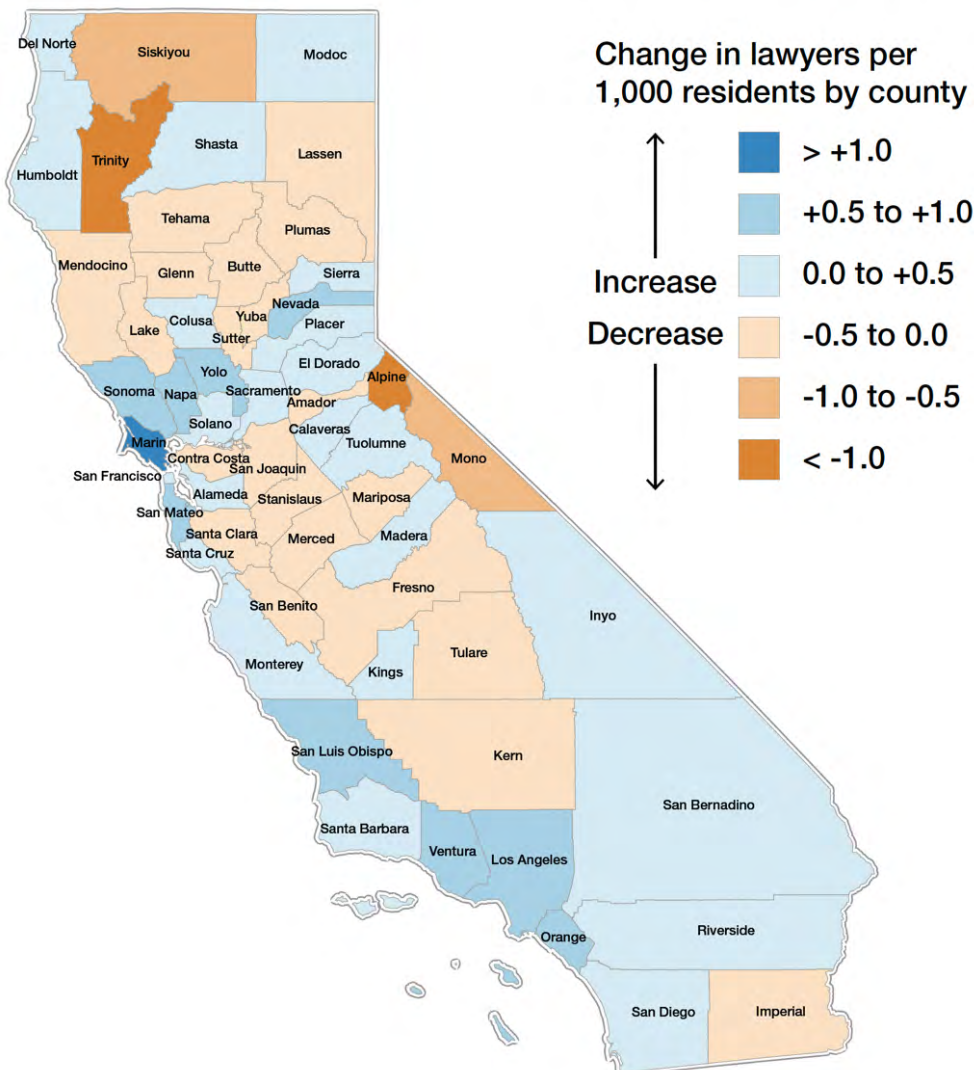 Change in lawyers per
1,000 residents by county
> +1.0
+0.5 to +1.0
0.0 to +0.5
-0.5 to 0.0
-1.0 to -0.5
< -1.0
Increase
Decrease
Del Norte
Siskiyou
Modoc
Humboldt
Trinity
Shasta
Lassen
Tehama
Plumas
Mendocino
Glenn
Butte
Sierra
Lake
Colusa
Sutter
Yuba
Nevada
Placer
El Dorado
Sonoma
Napa
Yolo
Sacramento
Amador
Alpine
Marin
Solano
Calaveras
Tuolumne
Mono
San Francisco
Contra Costa
San Joaquin
Alameda
Stanislaus
Mariposa
San Mateo
Santa Clara
Merced
Madera
Santa Cruz
Fresno
San Benito
Inyo
Monterey
Kings
Tulare
San Luis Obispo
Kern
San Bernadino
Santa Barbara
Ventura
Los Angeles
Orange
Riverside
San Diego
Imperial